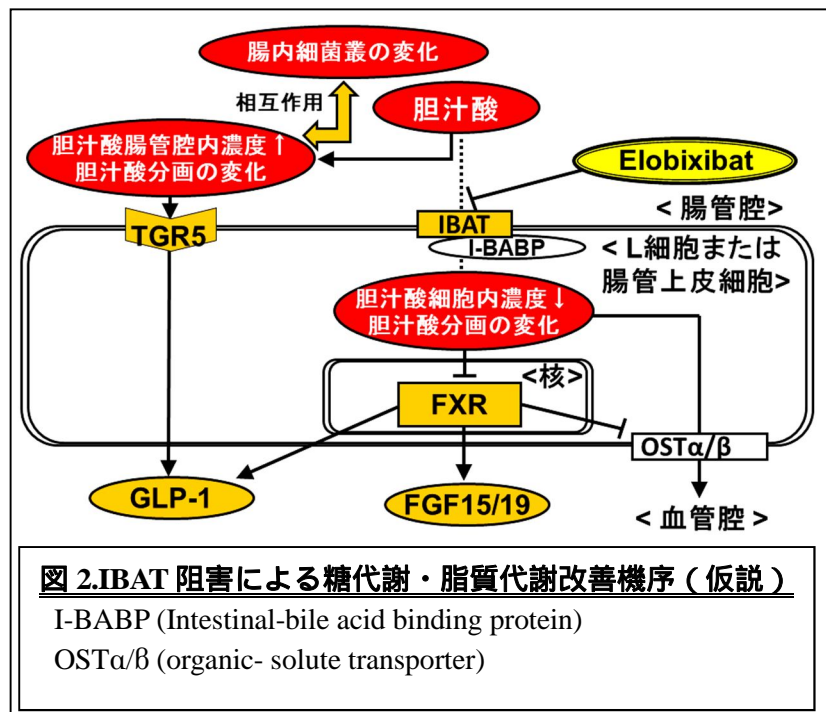 腸内細菌叢の変化
相互作用
胆汁酸
胆汁酸腸管腔内濃度↑
胆汁酸分画の変化
Elobixibat
<腸管腔>
TGR5
IBAT
I-BABP
<L細胞または
腸管上皮細胞>
胆汁酸細胞内濃度↓
胆汁酸分画の変化
<核>
FXR
OSTα/β
GLP-1
FGF15/19
<血管腔>
図 2.IBAT 阻害による糖代謝・脂質代謝改善機序（仮説）
I-BABP (Intestinal-bile acid binding protein)
OSTα/β (organic- solute transporter)